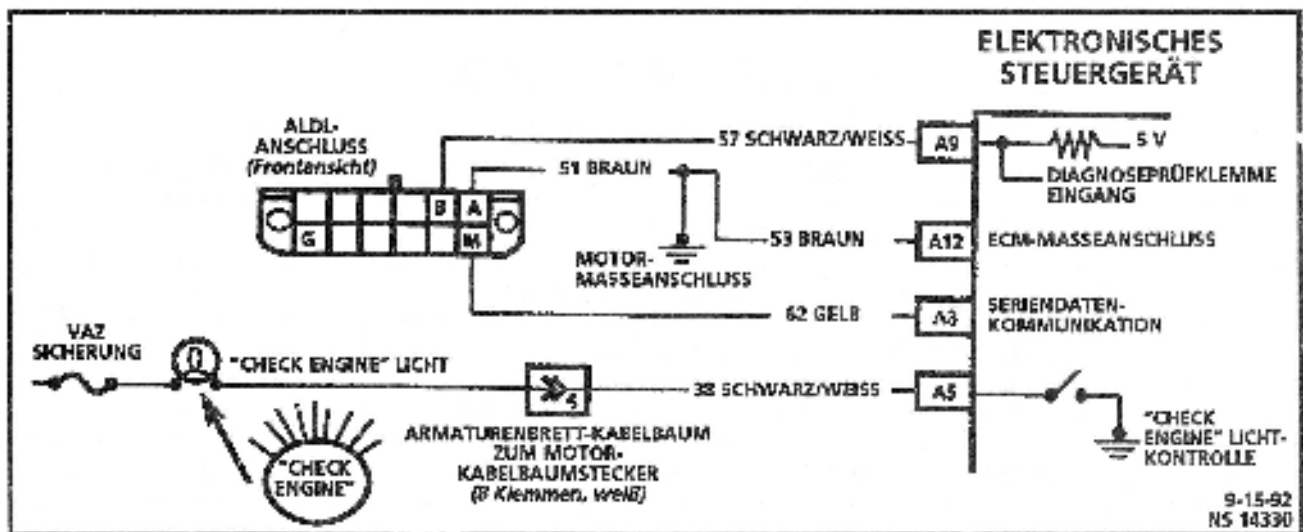 ELEKTRONISCHES
STEUERGERÄT
ALDL-
ANSCHLUSS
(Frontansicht)
57 SCHWARZ/WEISS
A9
5 V
DIAGNOSEPRÜFKLEMME
EINGANG
51 BRAUN
B
A
G
M
53 BRAUN
A12
ECM-MASSEANSCHLUSS
MOTOR-
MASSEANSCHLUSS
62 GELB
A3
SERIENDATEN-
KOMMUNIKATION
VAZ
SICHERUNG
"CHECK ENGINE" LICHT
38 SCHWARZ/WEISS
A5
ARMATURENBRETT-KABELBAUM
ZUM MOTOR-
KABELBAUMSTECKER
(8 Klemmen, weiß)
"CHECK
ENGINE"
"CHECK
ENGINE" LICHT-
KONTROLLE
9-15-92
NS 14330